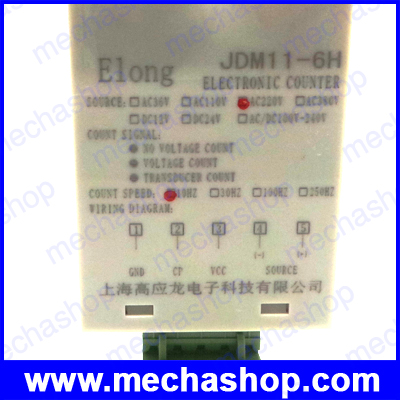 Elong JDM11-6H
ELECTRONIC COUNTER
SOURCE: AC36V AC110V AC220V AC380V
DC12V DC24V AC/DC100V-240V
COUNT SIGNAL:
NO VOLTAGE COUNT
VOLTAGE COUNT
TRANSDUCER COUNT
COUNT SPEED: 10HZ 30HZ 100HZ 250HZ
WIRING DIAGRAM:
1 2 3 4 5
(-) (+)
GND CP VCC SOURCE
上海高应龙电子科技有限公司
www.mechashop.com